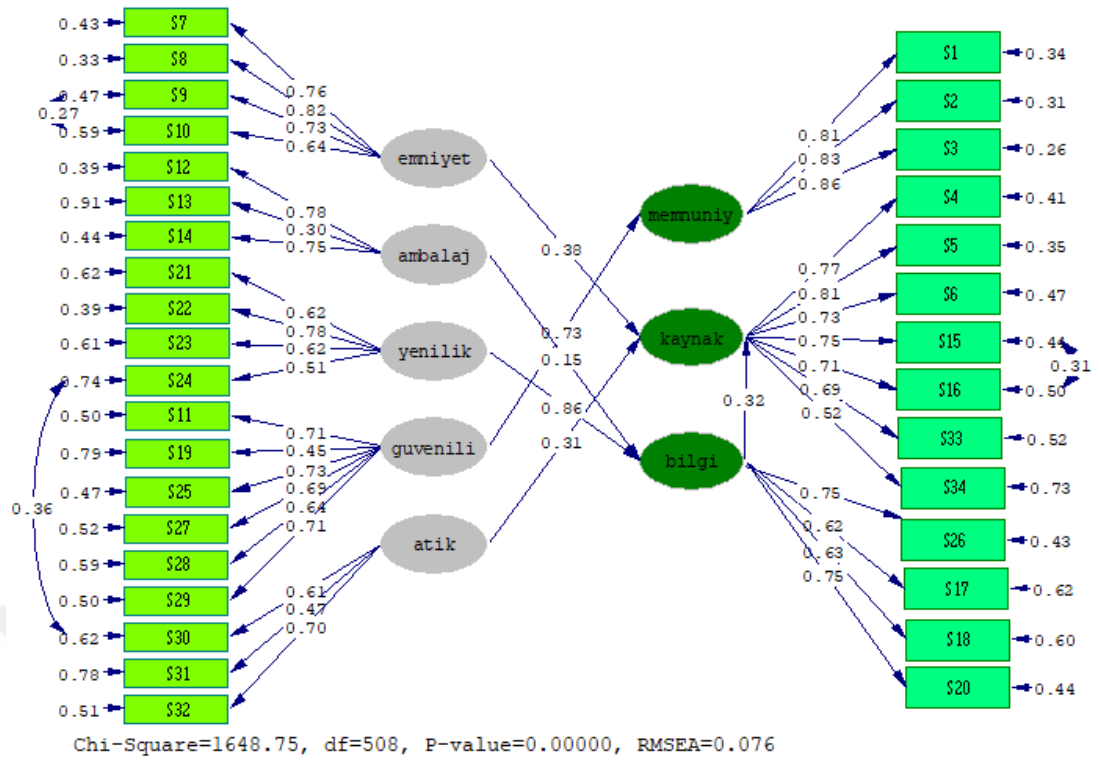 0.43 S7
0.33 S8
0.47 S9
0.27
0.59 S10
0.39 S12
0.91 S13
0.44 S14
0.62 S21
0.39 S22
0.61 S23
0.74 S24
0.50 S11
0.79 S19
0.47 S25
0.36
0.52 S27
0.59 S28
0.50 S29
0.62 S30
0.78 S31
0.51 S32
0.76
0.82
0.73
0.64
0.78
0.30
0.75
0.62
0.78
0.62
0.51
0.71
0.45
0.73
0.69
0.64
0.71
0.61
0.47
0.70
emniyet
ambalaj
yenilik
guvenili
atik
0.38
0.73
0.15
0.86
0.31
0.32
memnuniy
kaynak
bilgi
0.81
0.83
0.86
0.77
0.81
0.73
0.75
0.71
0.69
0.52
0.75
0.62
0.63
0.75
S1 0.34
S2 0.31
S3 0.26
S4 0.41
S5 0.35
S6 0.47
S15 0.44
0.31
S16 0.50
S33 0.52
S34 0.73
S26 0.43
S17 0.62
S18 0.60
S20 0.44
Chi-Square=1648.75, df=508, P-value=0.00000, RMSEA=0.076